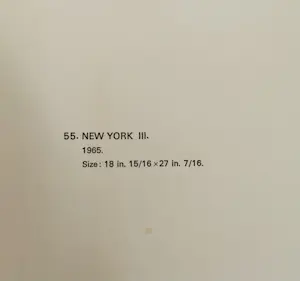 55. NEW YORK III.
1965.
Size: 18 in. 15/16 × 27 in. 7/16.